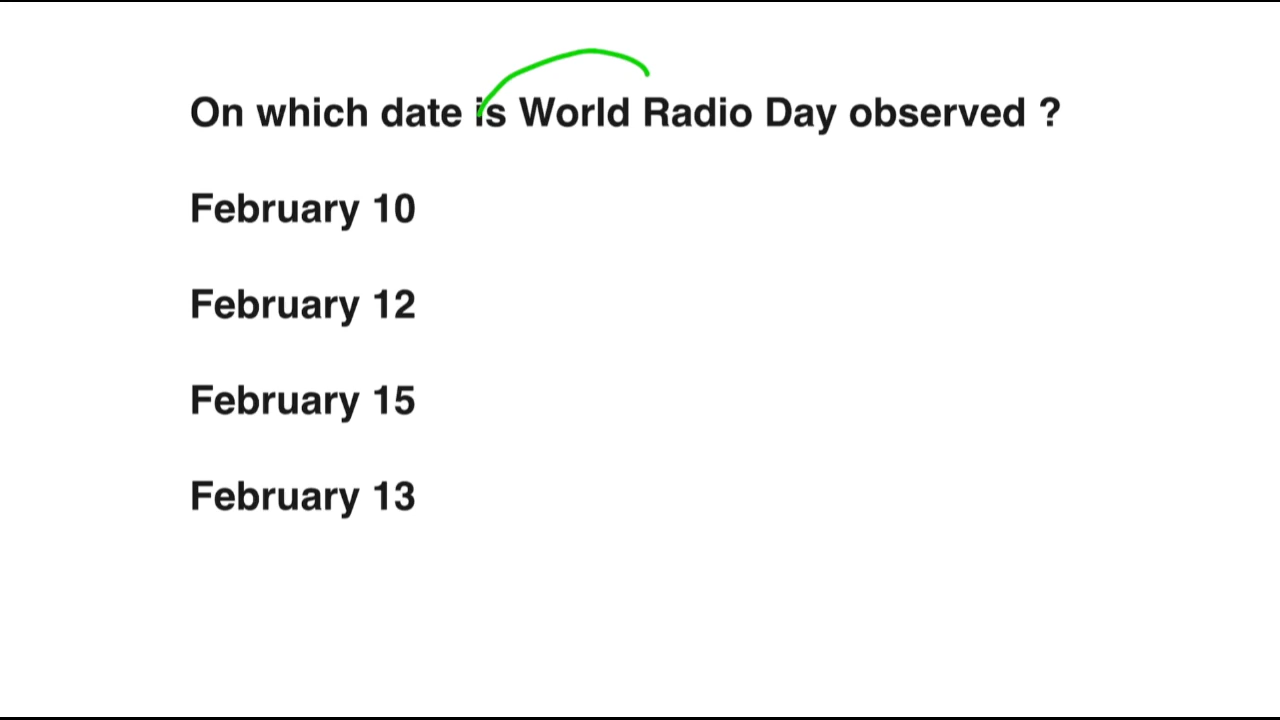 On which date is World Radio Day observed ?
February 10
February 12
February 15
February 13